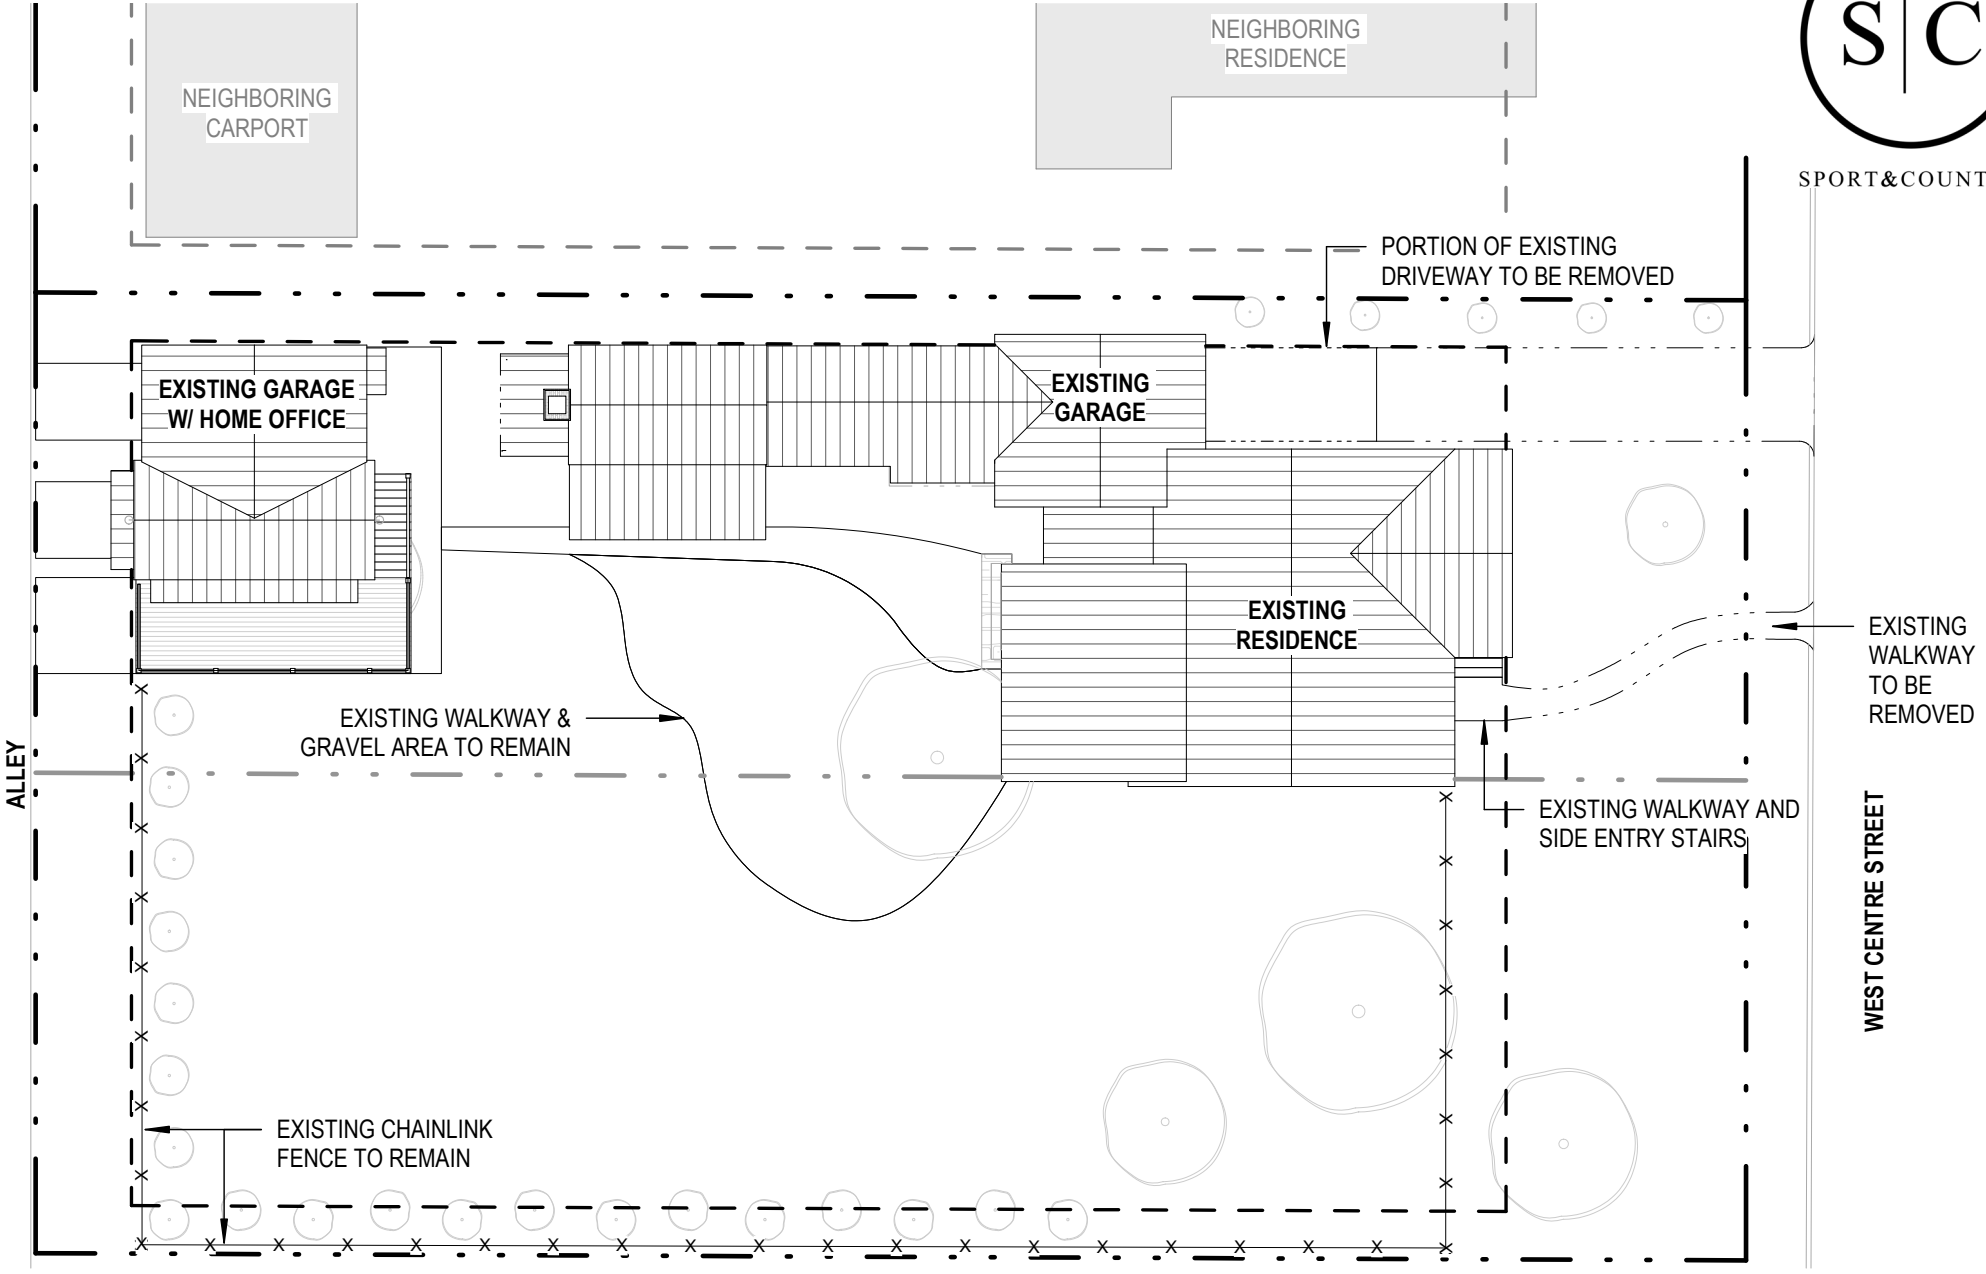 NEIGHBORING
RESIDENCE
S|C
NEIGHBORING
CARPORT
SPORT&COUNT
PORTION OF EXISTING
DRIVEWAY TO BE REMOVED
EXISTING GARAGE
W/ HOME OFFICE
EXISTING
GARAGE
EXISTING
RESIDENCE
EXISTING
WALKWAY
TO BE
REMOVED
EXISTING WALKWAY &
GRAVEL AREA TO REMAIN
ALLEY
EXISTING WALKWAY AND
SIDE ENTRY STAIRS
WEST CENTRE STREET
EXISTING CHAINLINK
FENCE TO REMAIN